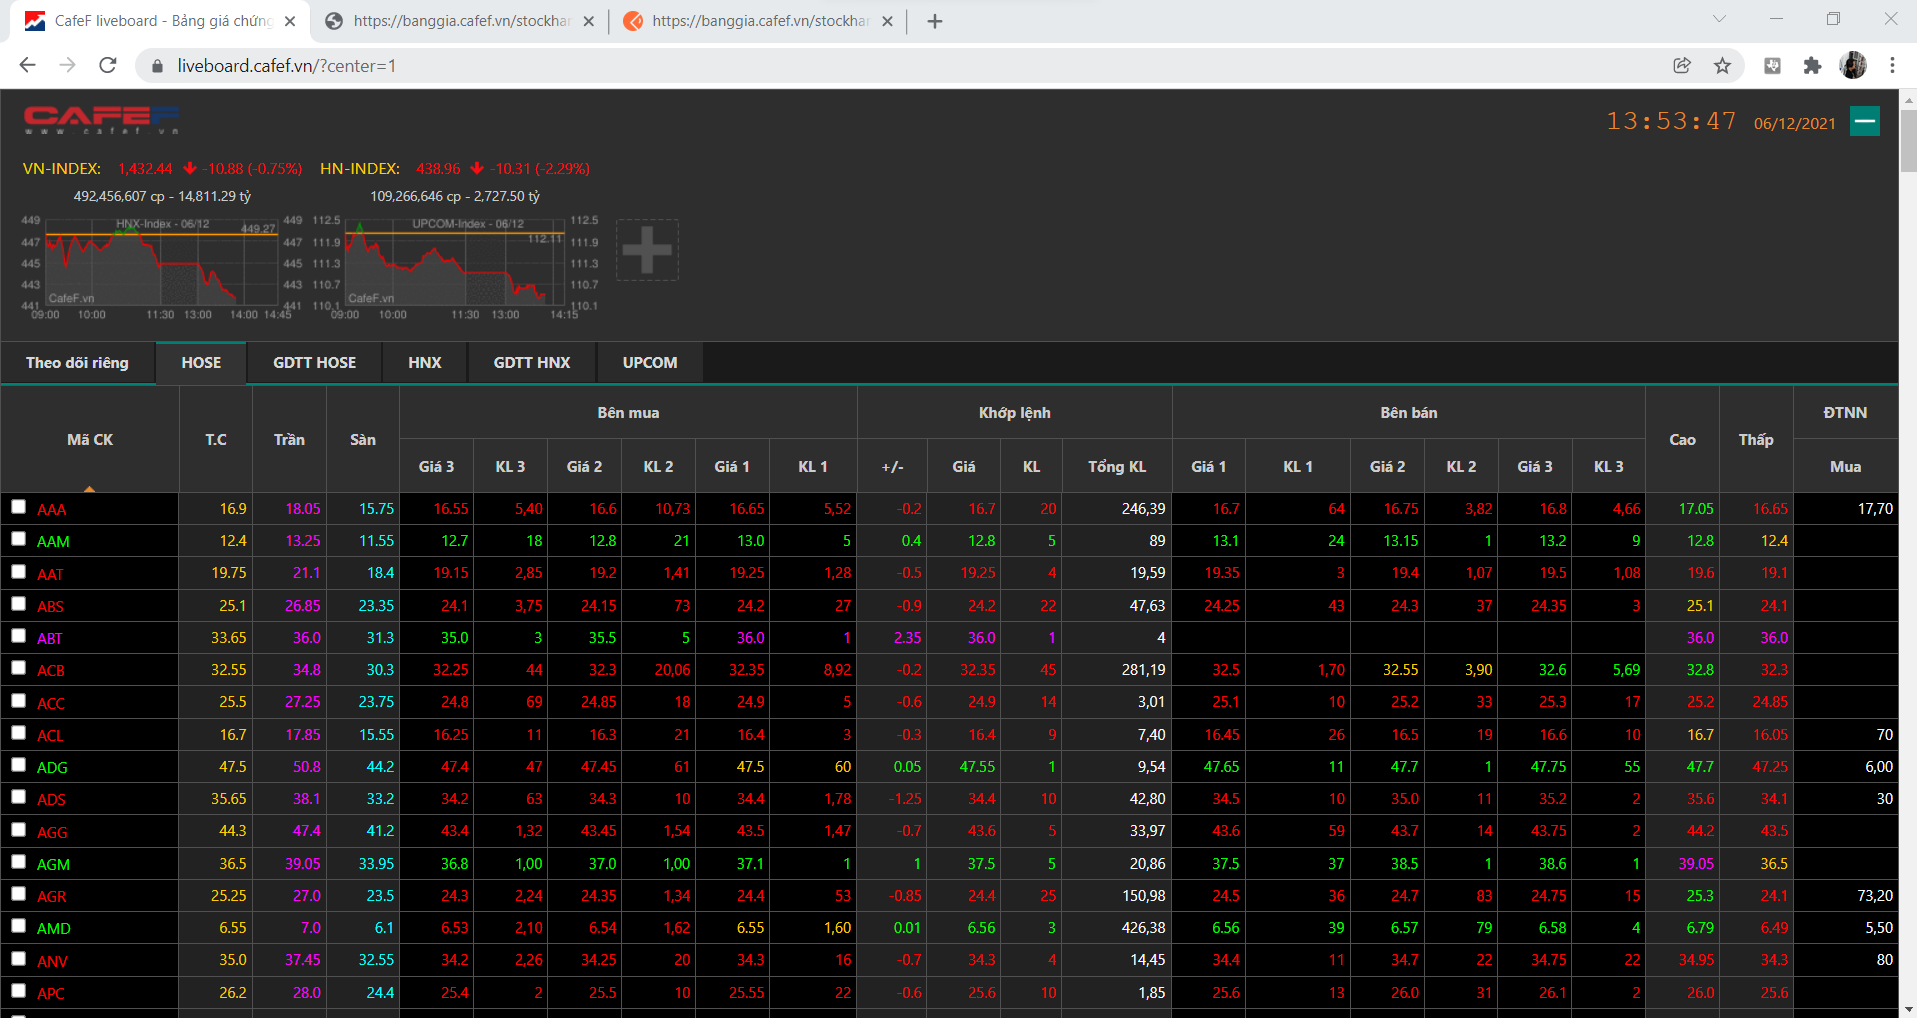 CafeF liveboard - Bảng giá chứng
https://banggia.cafef.vn/stockhan
https://banggia.cafef.vn/stockhan
liveboard.cafef.vn/?center=1
CAFEF
www.cafef.vn
13:53:47 06/12/2021
VN-INDEX: 1,432.44 -10.88 (-0.75%) HN-INDEX: 438.96 -10.31 (-2.29%)
492,456,607 cp - 14,811.29 tỷ 109,266,646 cp - 2,727.50 tỷ
449 HNX-Index - 06/12 449.27 449 112.5 UPCOM-Index - 06/12 112.11 112.5
447 447 111.9 111.9
445 445 111.3 111.3
443 443 110.7 110.7
441 CafeF.vn 441 110.1 CafeF.vn 110.1
09:00 10:00 11:30 13:00 14:00 14:45 09:00 10:00 11:30 13:00 14:15
Theo dõi riêng HOSE GDTT HOSE HNX GDTT HNX UPCOM
Mã CK T.C Trần Sàn Bên mua Khớp lệnh Bên bán Cao Thấp ĐTNN
Giá 3 KL 3 Giá 2 KL 2 Giá 1 KL 1 +/- Giá KL Tổng KL Giá 1 KL 1 Giá 2 KL 2 Giá 3 KL 3 Mua
AAA 16.9 18.05 15.75 16.55 5,40 16.6 10,73 16.65 5,52 -0.2 16.7 20 246,39 16.7 64 16.75 3,82 16.8 4,66 17.05 16.65 17,70
AAM 12.4 13.25 11.55 12.7 18 12.8 21 13.0 5 0.4 12.8 5 89 13.1 24 13.15 1 13.2 9 12.8 12.4
AAT 19.75 21.1 18.4 19.15 2,85 19.2 1,41 19.25 1,28 -0.5 19.25 4 19,59 19.35 3 19.4 1,07 19.5 1,08 19.6 19.1
ABS 25.1 26.85 23.35 24.1 3,75 24.15 73 24.2 27 -0.9 24.2 22 47,63 24.25 43 24.3 37 24.35 3 25.1 24.1
ABT 33.65 36.0 31.3 35.0 3 35.5 5 36.0 1 2.35 36.0 1 4 36.0 36.0
ACB 32.55 34.8 30.3 32.25 44 32.3 20,06 32.35 8,92 -0.2 32.35 45 281,19 32.5 1,70 32.55 3,90 32.6 5,69 32.8 32.3
ACC 25.5 27.25 23.75 24.8 69 24.85 18 24.9 5 -0.6 24.9 14 3,01 25.1 10 25.2 33 25.3 17 25.2 24.85
ACL 16.7 17.85 15.55 16.25 11 16.3 21 16.4 3 -0.3 16.4 9 7,40 16.45 26 16.5 19 16.6 10 16.7 16.05 70
ADG 47.5 50.8 44.2 47.4 47 47.45 61 47.5 60 0.05 47.55 1 9,54 47.65 11 47.7 1 47.75 55 47.7 47.25 6,00
ADS 35.65 38.1 33.2 34.2 63 34.3 10 34.4 1,78 -1.25 34.4 10 42,80 34.5 10 35.0 11 35.2 2 35.6 34.1 30
AGG 44.3 47.4 41.2 43.4 1,32 43.45 1,54 43.5 1,47 -0.7 43.6 5 33,97 43.6 59 43.7 14 43.75 2 44.2 43.5
AGM 36.5 39.05 33.95 36.8 1,00 37.0 1,00 37.1 1 1 37.5 5 20,86 37.5 37 38.5 1 38.6 1 39.05 36.5
AGR 25.25 27.0 23.5 24.3 2,24 24.35 1,34 24.4 53 -0.85 24.4 25 150,98 24.5 36 24.7 83 24.75 15 25.3 24.1 73,20
AMD 6.55 7.0 6.1 6.53 2,10 6.54 1,62 6.55 1,60 0.01 6.56 3 426,38 6.56 39 6.57 79 6.58 4 6.79 6.49 5,50
ANV 35.0 37.45 32.55 34.2 2,26 34.25 20 34.3 16 -0.7 34.3 4 14,45 34.4 11 34.7 22 34.75 22 34.95 34.3 80
APC 26.2 28.0 24.4 25.4 2 25.5 10 25.55 22 -0.6 25.6 10 1,85 25.6 13 26.0 31 26.1 2 26.0 25.6